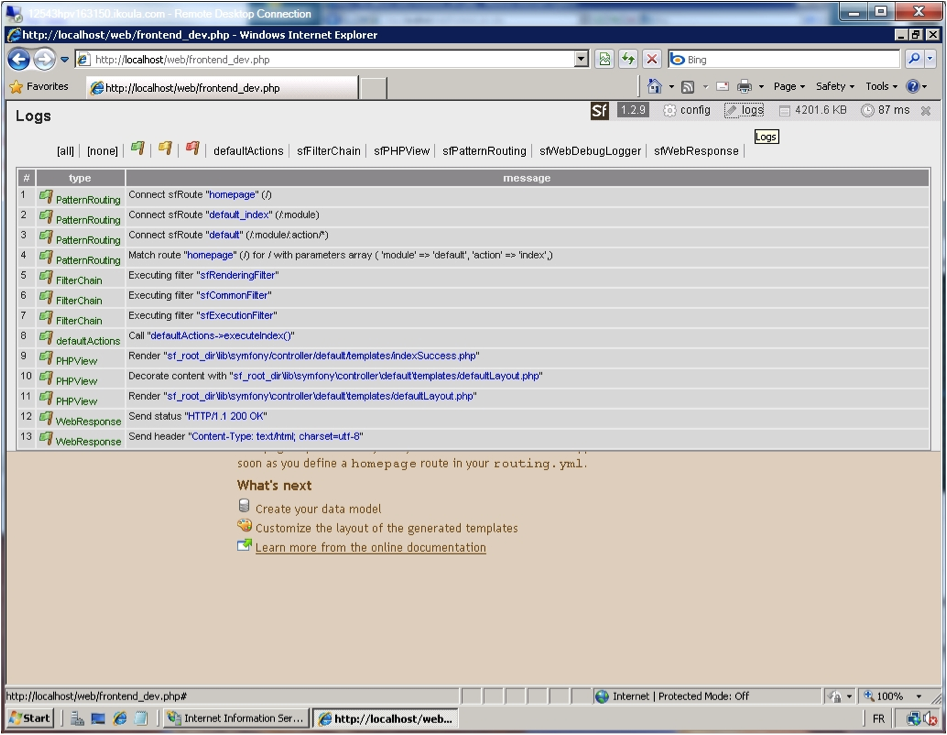 12543hpv163150.ikoula.com - Remote Desktop Connection
http://localhost/web/frontend_dev.php - Windows Internet Explorer
http://localhost/web/frontend_dev.php Bing
Favorites http://localhost/web/frontend_dev.php Page Safety Tools
Logs Sf 1.2.9 config logs 4201.6 KB 87 ms
Logs
[all] [none] defaultActions sfFilterChain sfPHPView sfPatternRouting sfWebDebugLogger sfWebResponse
# type message
1 PatternRouting Connect sfRoute "homepage" (/)
2 PatternRouting Connect sfRoute "default_index" (/:module)
3 PatternRouting Connect sfRoute "default" (/:module/:action/*)
4 PatternRouting Match route "homepage" (/) for / with parameters array ( 'module' => 'default', 'action' => 'index',)
5 FilterChain Executing filter "sfRenderingFilter"
6 FilterChain Executing filter "sfCommonFilter"
7 FilterChain Executing filter "sfExecutionFilter"
8 defaultActions Call "defaultActions->executeIndex()"
9 PHPView Render "sf_root_dir\lib\symfony/controller/default/templates/indexSuccess.php"
10 PHPView Decorate content with "sf_root_dir\lib\symfony\controller\default\templates/defaultLayout.php"
11 PHPView Render "sf_root_dir\lib\symfony\controller\default\templates/defaultLayout.php"
12 WebResponse Send status "HTTP/1.1 200 OK"
13 WebResponse Send header "Content-Type: text/html; charset=utf-8"
soon as you define a homepage route in your routing.yml.
What's next
Create your data model
Customize the layout of the generated templates
Learn more from the online documentation
http://localhost/web/frontend_dev.php# Internet | Protected Mode: Off 100%
Start Internet Information Ser... http://localhost/web... FR